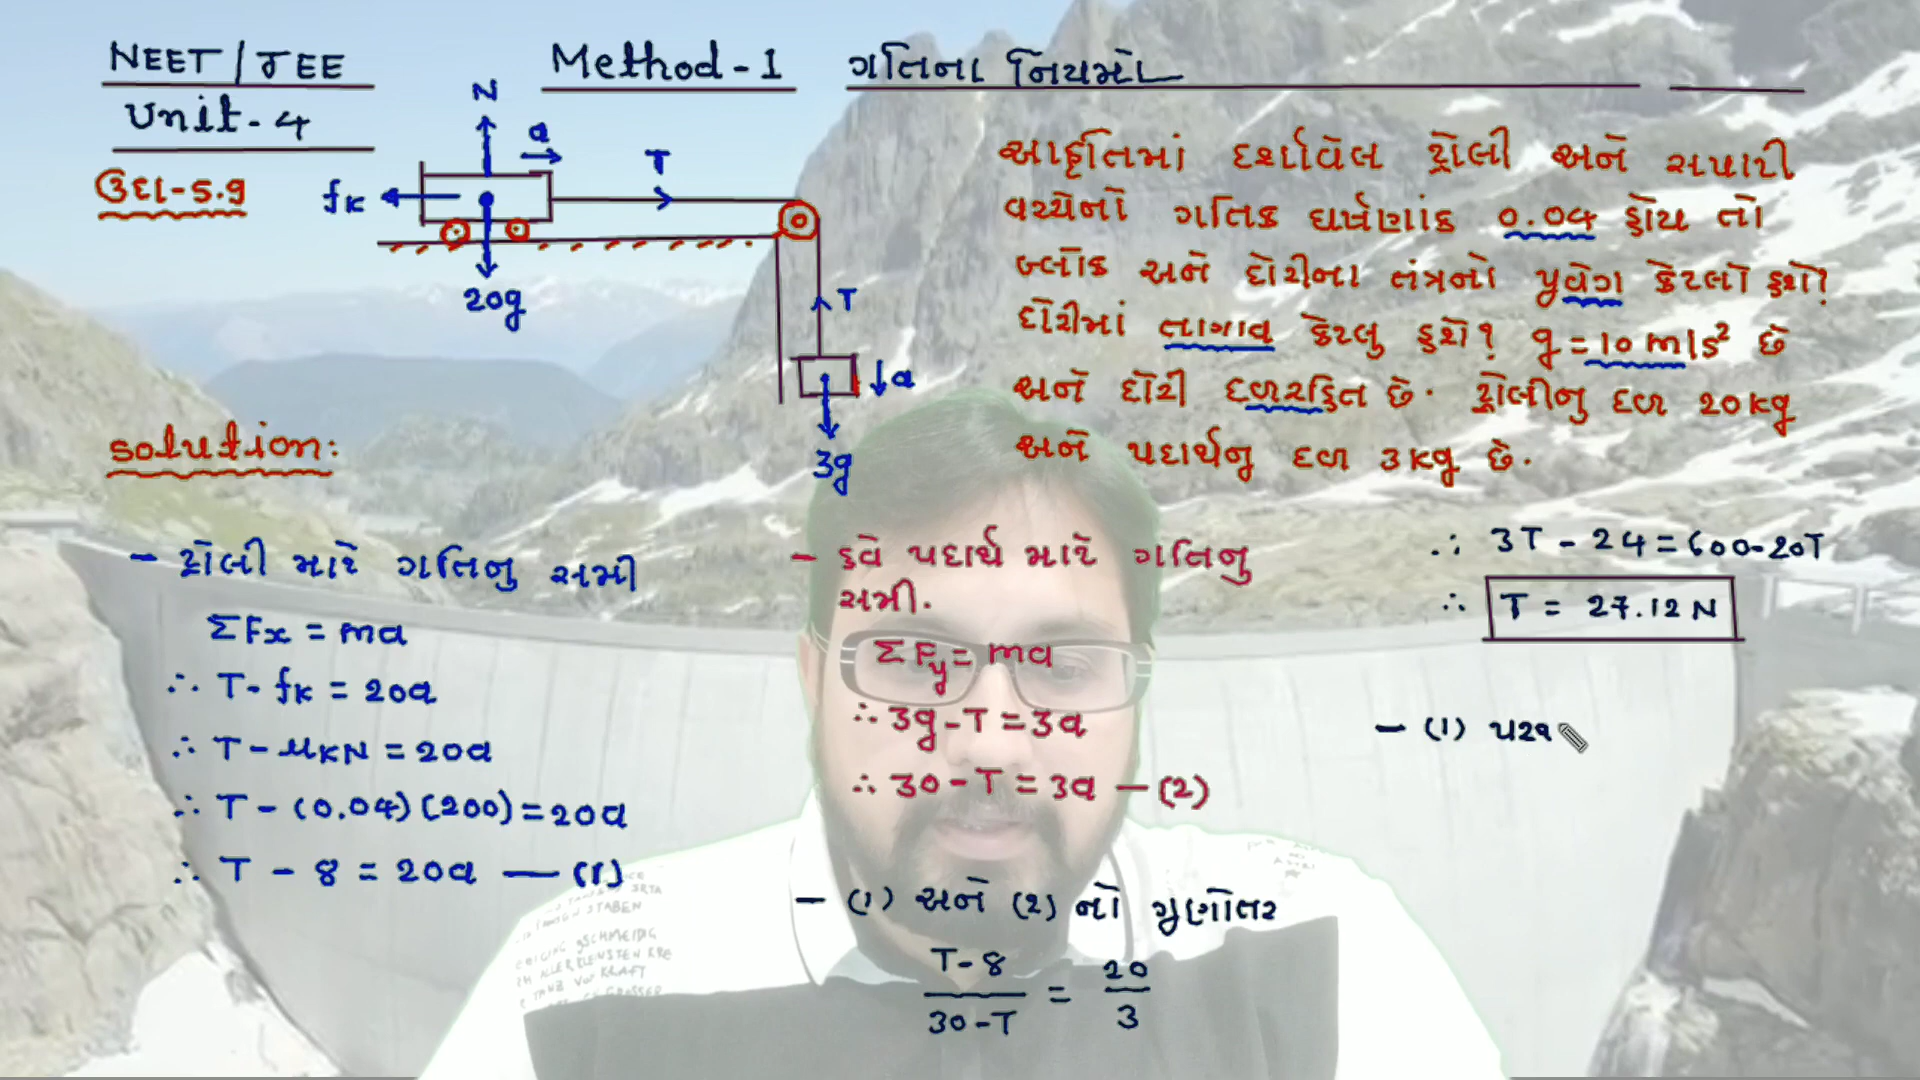 NEET/JEE
Method-1
ગતિના નિયમો
Unit-4
ઉદા-5.9
N
a
T
fK
20g
T
a
3g
આકૃતિમાં દર્શાવેલ ટ્રોલી અને સપાટી
વચ્ચેનો ગતિક ઘર્ષણાંક 0.04 હોય તો
બ્લોક અને દોરીના તંત્રનો પ્રવેગ કેટલો હશે?
દોરીમાં તાણાવ કેટલુ હશે? g = 10 m/s² છે
અને દોરી દળરહિત છે. ટ્રોલીનુ દળ 20kg
અને પદાર્થનુ દળ 3kg છે.
Solution:
- ટ્રોલી માટે ગતિનુ સમી
ΣFx = ma
∴ T - fK = 20a
∴ T - μKN = 20a
∴ T - (0.04)(200) = 20a
∴ T - 8 = 20a — (1)
- હવે પદાર્થ માટે ગતિનુ
સમી.
ΣFy = ma
∴ 3g - T = 3a
∴ 30 - T = 3a — (2)
- (1) અને (2) નો ગુણોતર
T-8/30-T = 20/3
∴ 3T - 24 = 600-20T
∴ T = 27.12 N
- (1) પરથ